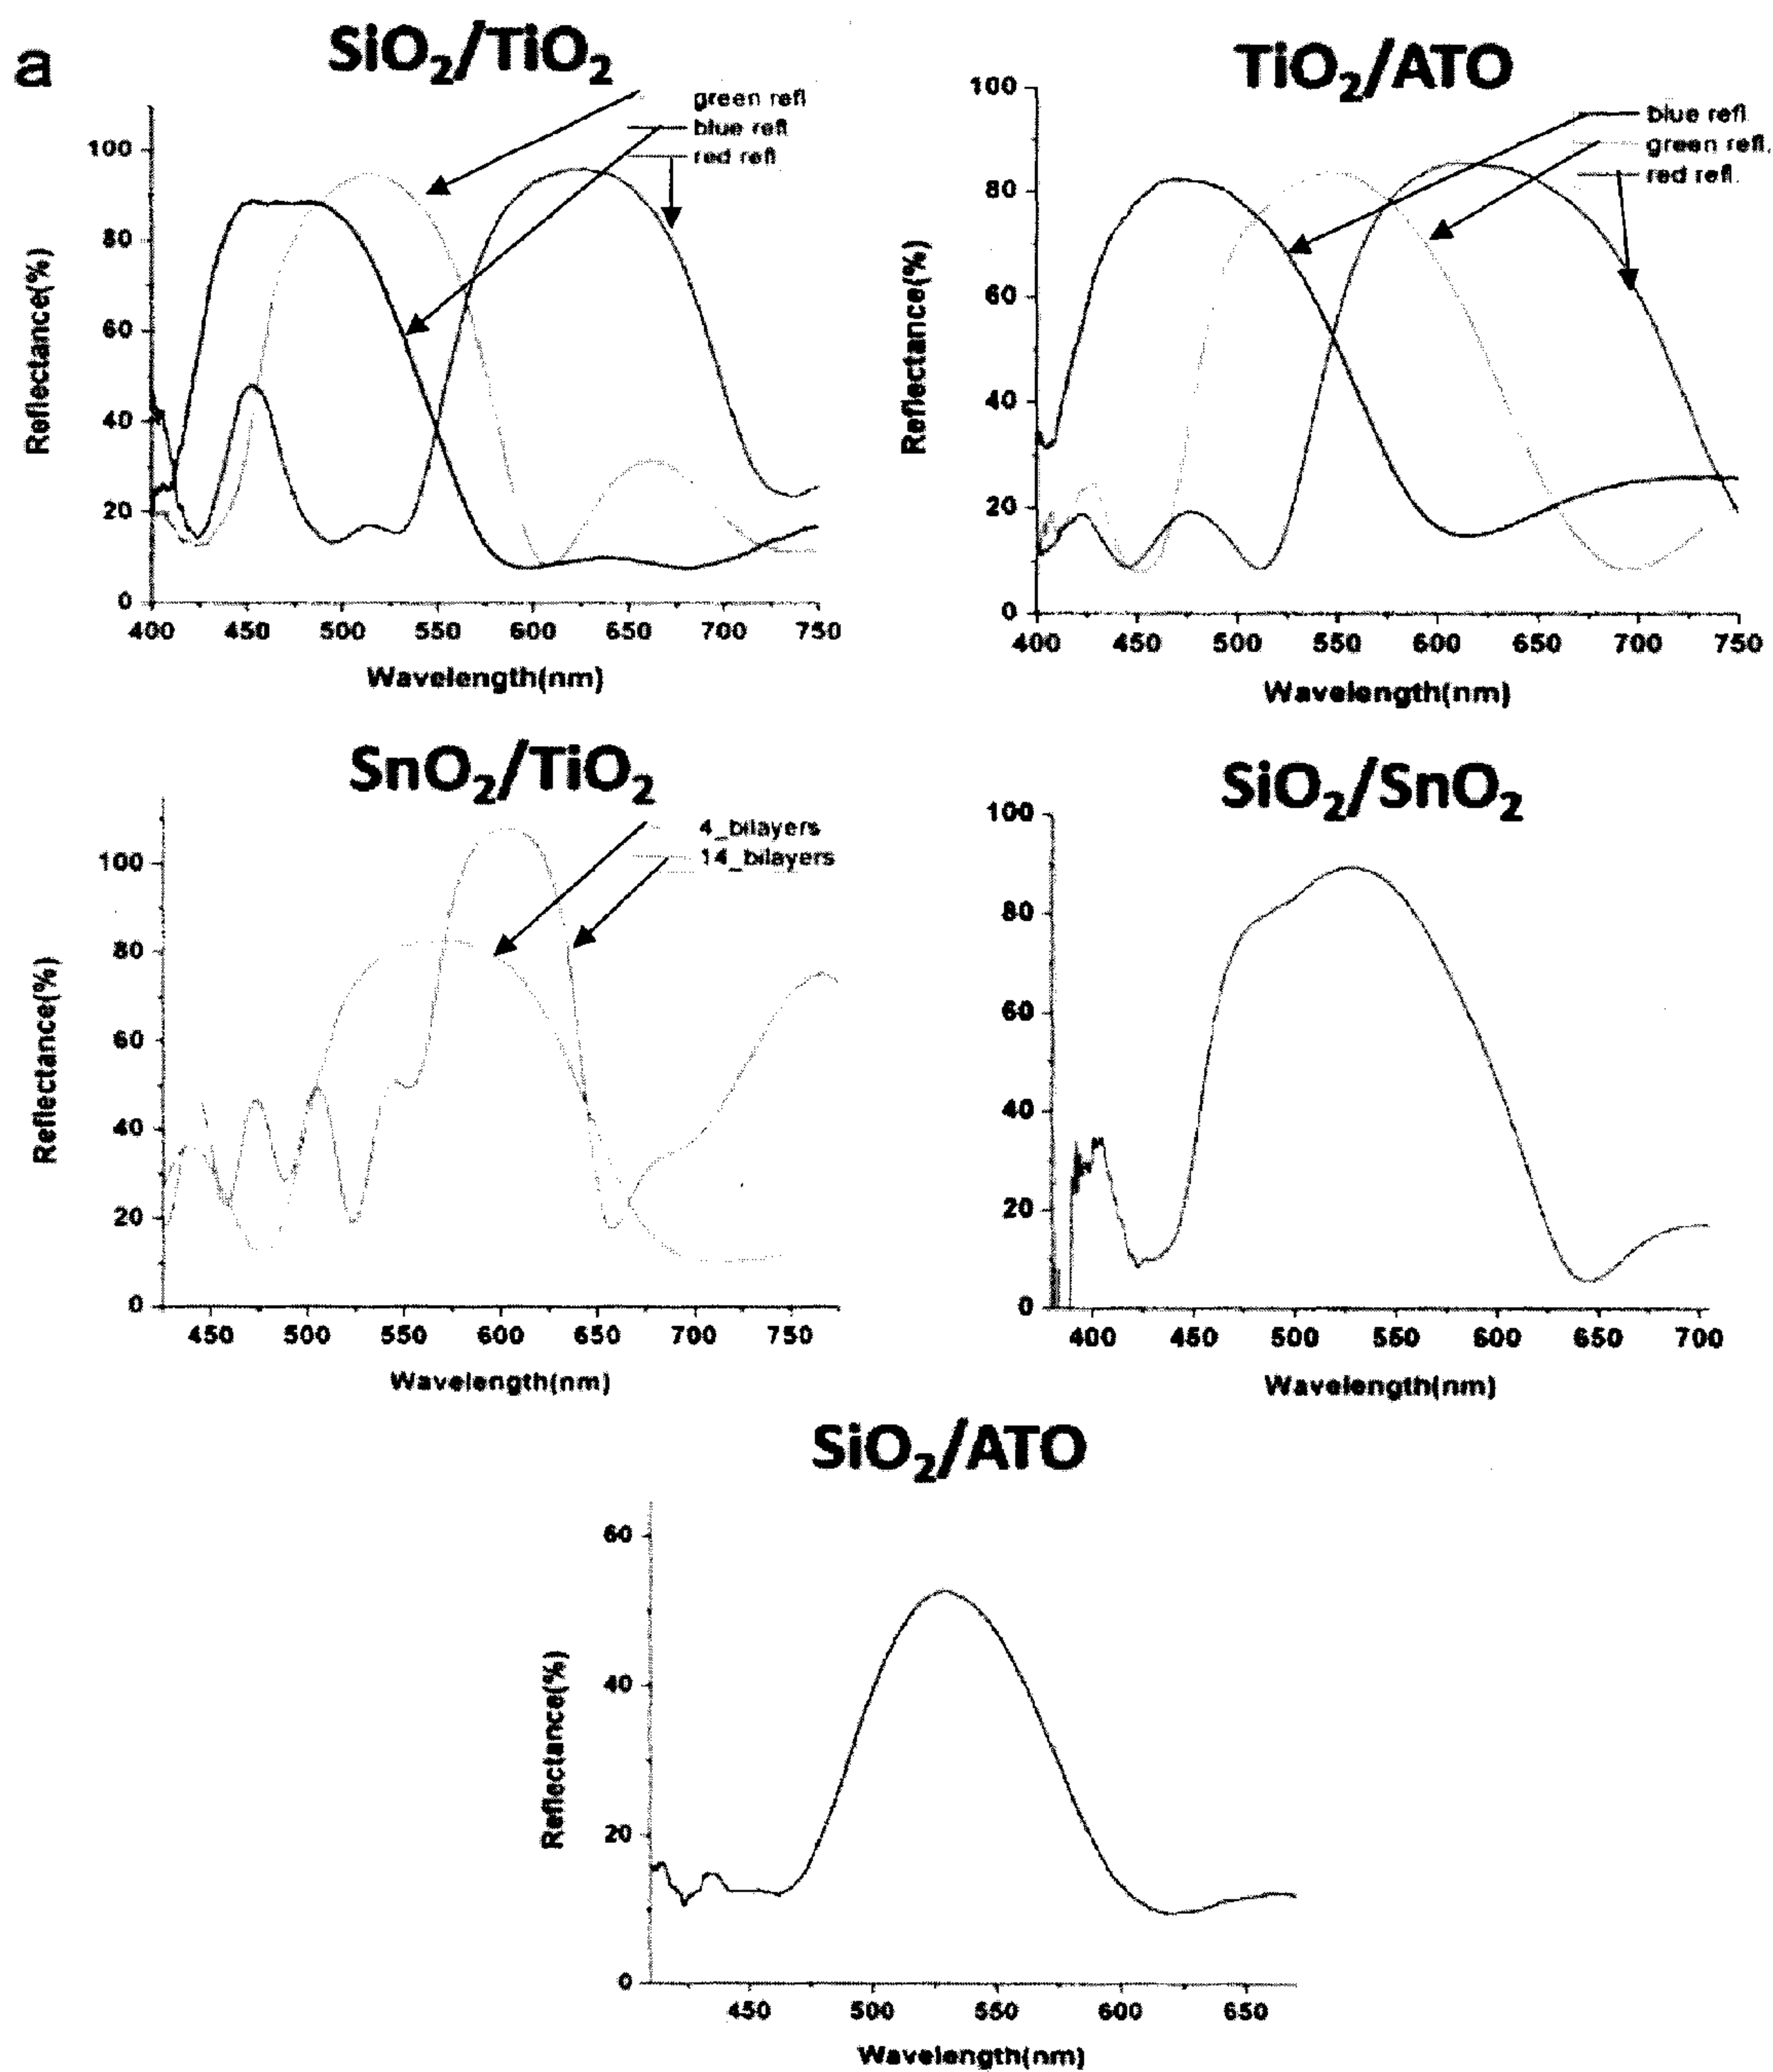 a
SiO₂/TiO₂
green refl
blue refl
red refl
100
80
60
40
20
0
Reflectance(%)
400 450 500 550 600 650 700 750
Wavelength(nm)
TiO₂/ATO
blue refl.
green refl.
red refl.
100
80
60
40
20
0
Reflectance(%)
400 450 500 550 600 650 700 750
Wavelength(nm)
SnO₂/TiO₂
4_bilayers
14_bilayers
100
80
60
40
20
0
Reflectance(%)
450 500 550 600 650 700 750
Wavelength(nm)
SiO₂/SnO₂
100
80
60
40
20
0
400 450 500 550 600 650 700
Wavelength(nm)
SiO₂/ATO
60
40
20
0
Reflectance(%)
450 500 550 600 650
Wavelength(nm)